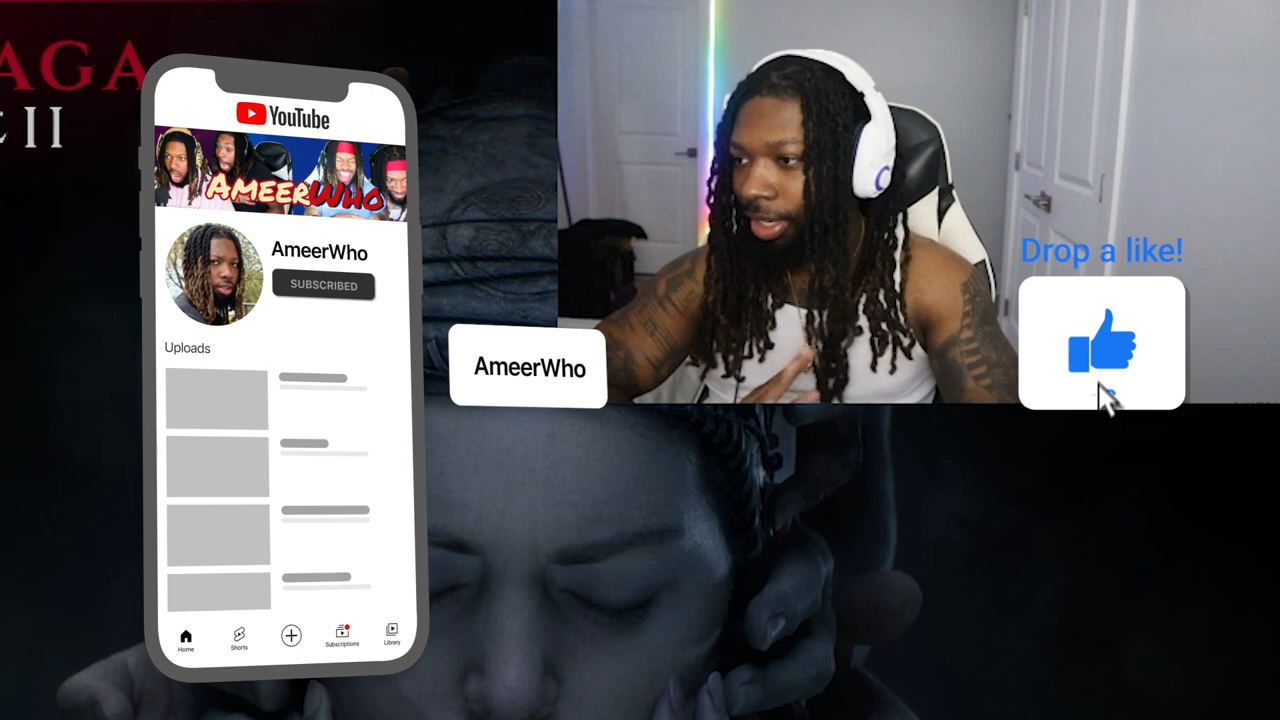 AGA
II
YouTube
AMEERWHO
AmeerWho
SUBSCRIBED
Uploads
Home
Shorts
Subscriptions
Library
AmeerWho
Drop a like!